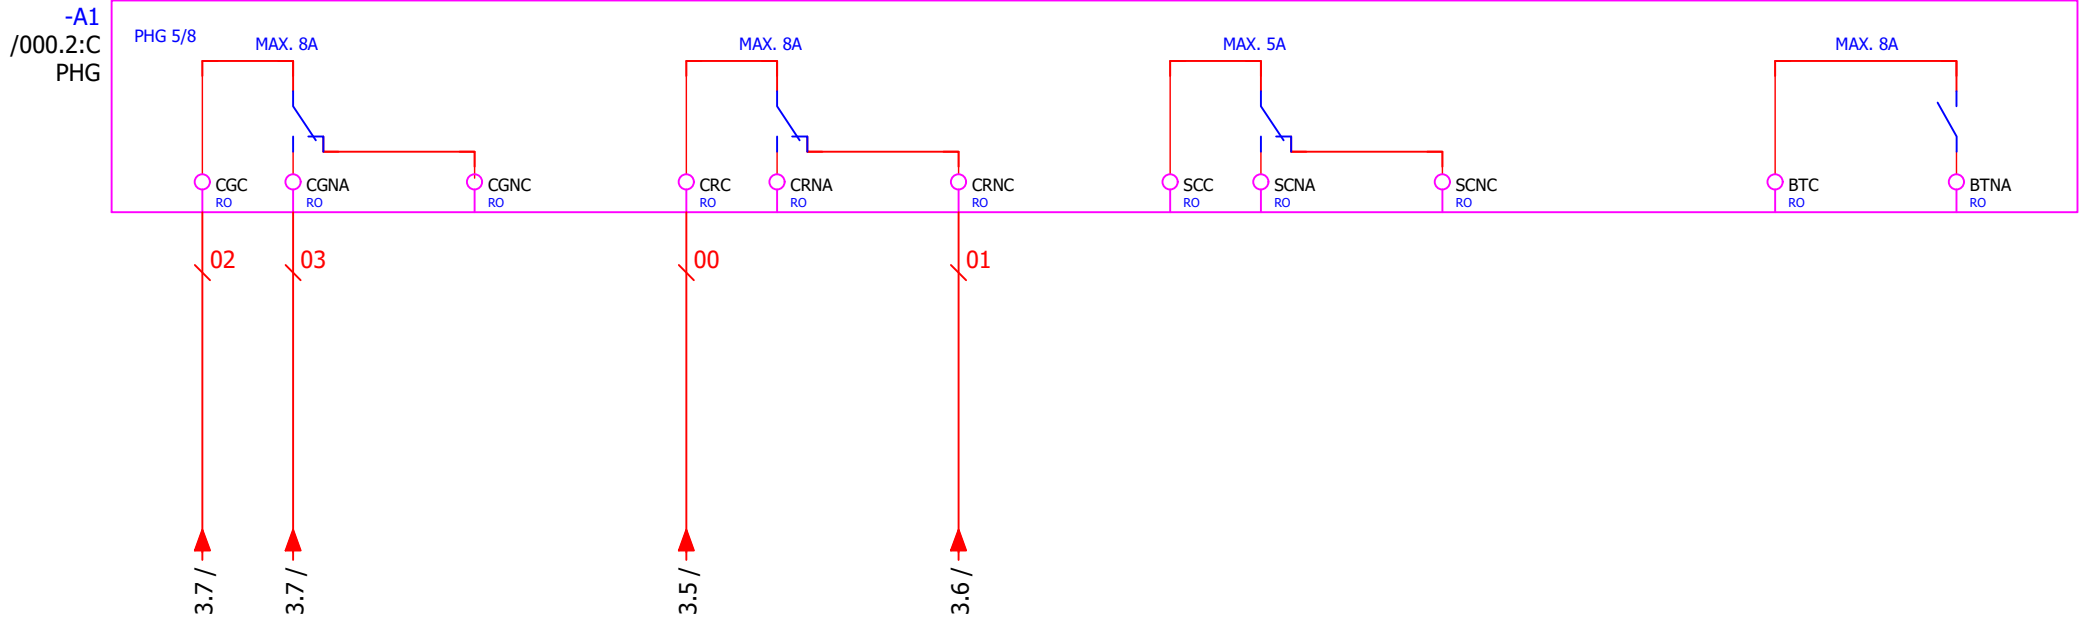 -A1
/000.2:C
PHG
PHG 5/8
MAX. 8A
MAX. 8A
MAX. 5A
MAX. 8A
CGC
RO
CGNA
RO
CGNC
RO
CRC
RO
CRNA
RO
CRNC
RO
SCC
RO
SCNA
RO
SCNC
RO
BTC
RO
BTNA
RO
02
03
00
01
3.7 /
3.7 /
3.5 /
3.6 /